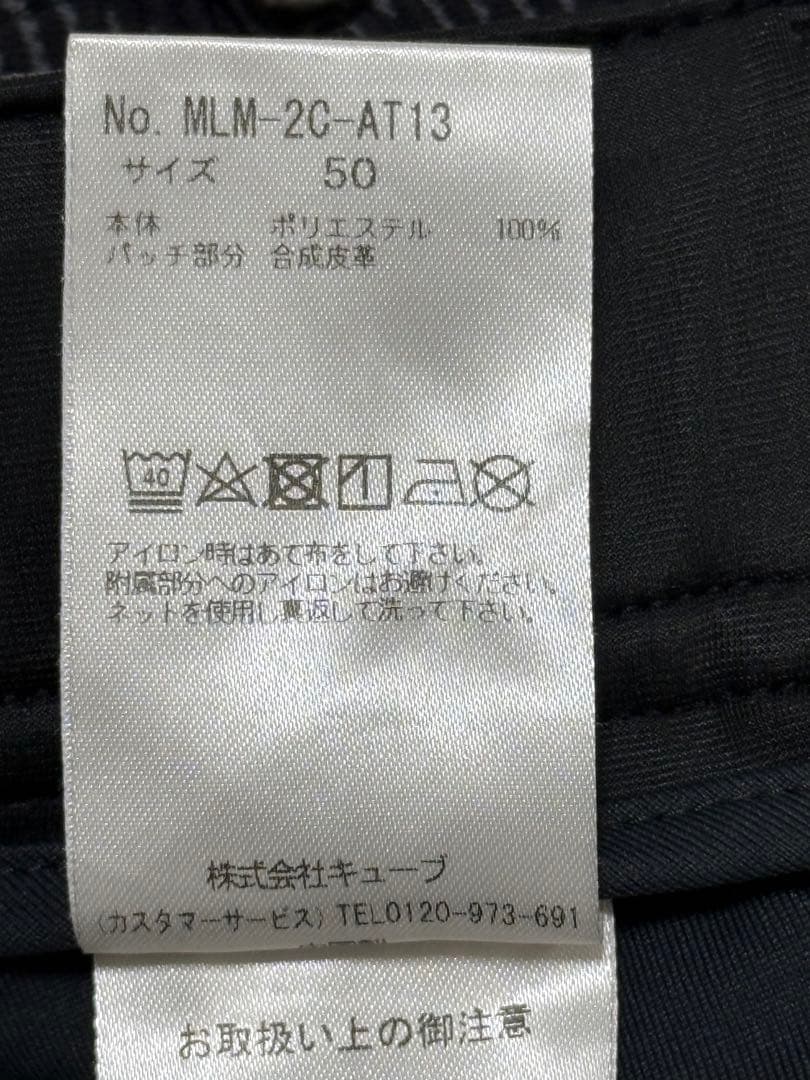 No. MLM-2C-AT13
サイズ 50
本体 ポリエステル 100%
パッチ部分 合成皮革
40
アイロン時はあて布をして下さい。
附属部分へのアイロンはお避けください。
ネットを使用し裏返して洗って下さい。
株式会社キューブ
(カスタマーサービス) TEL0120-973-691
お取扱い上の御注意